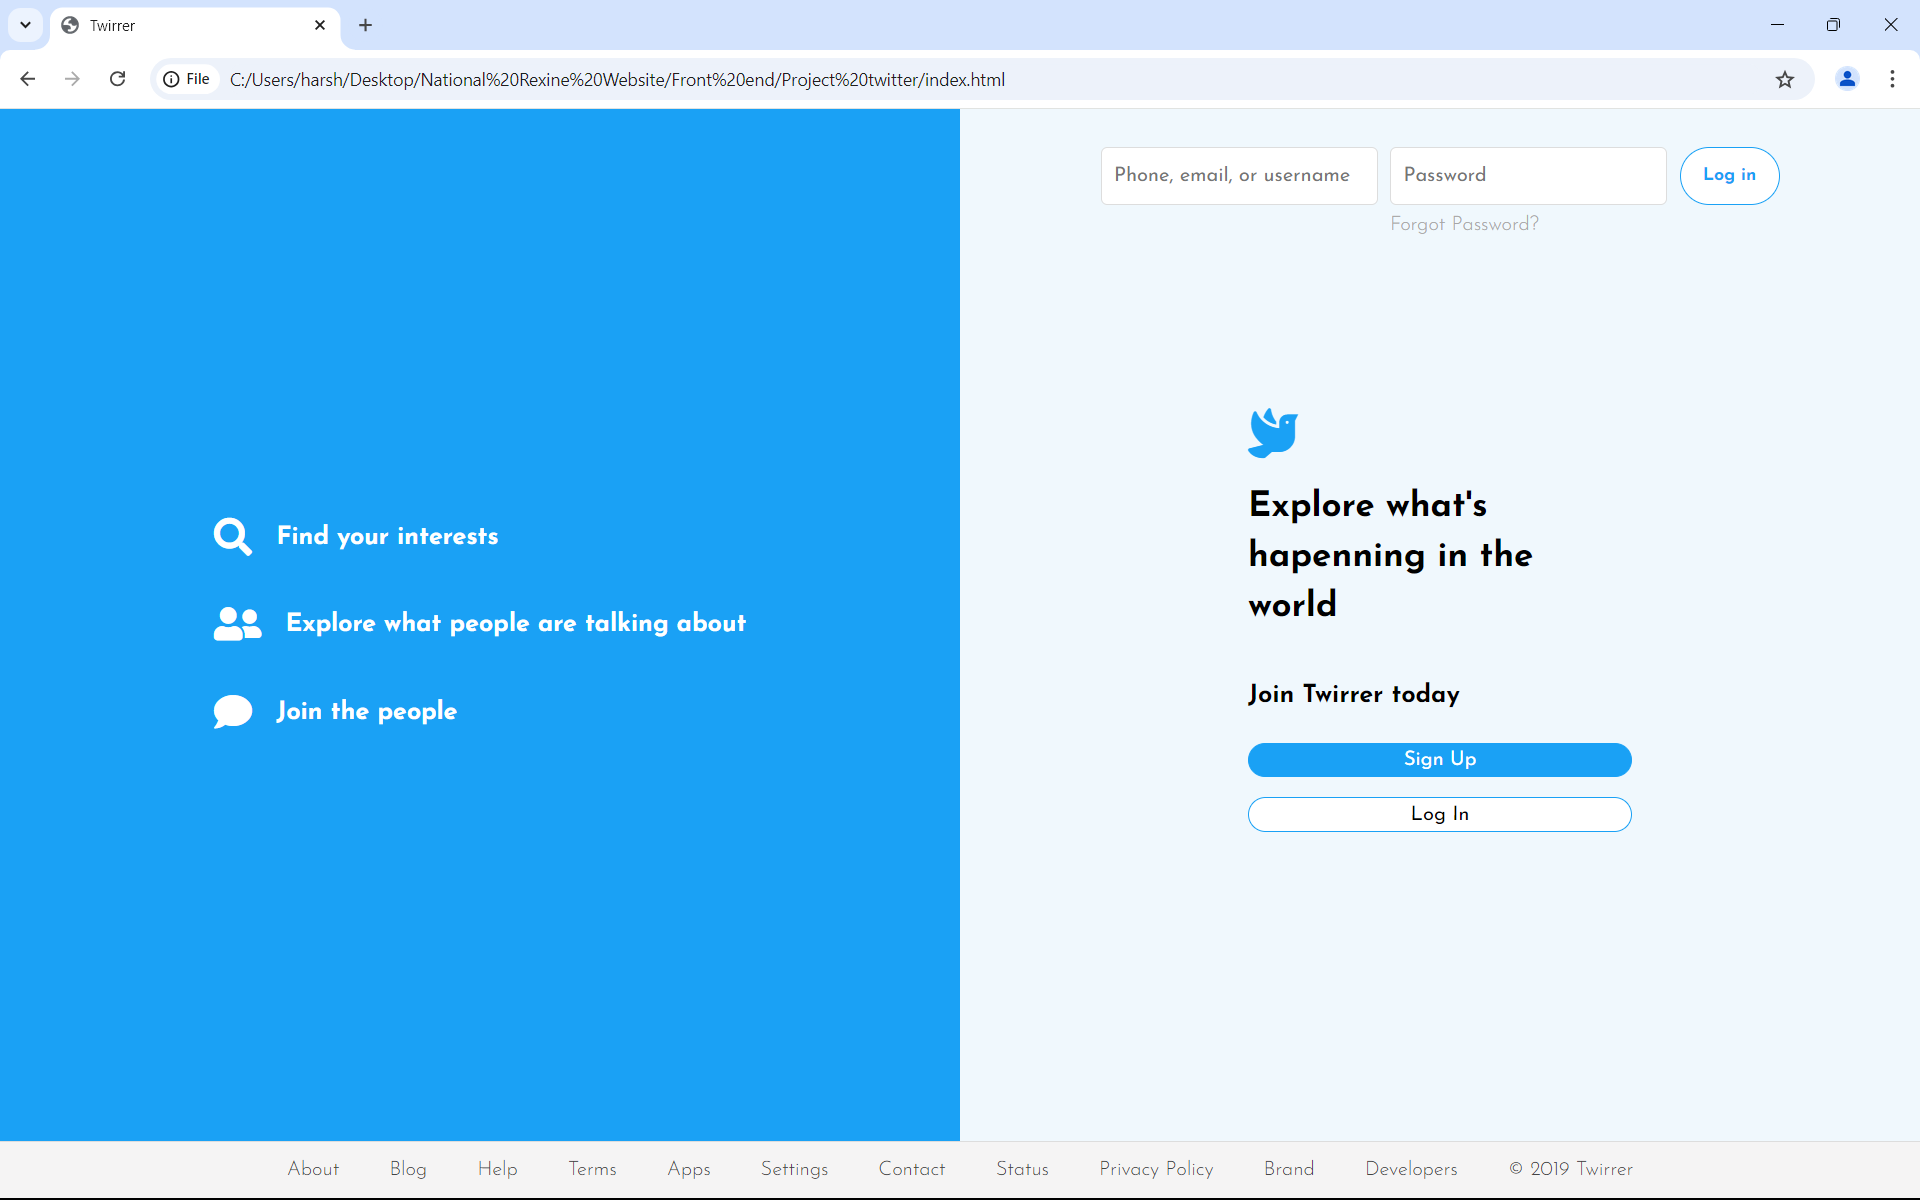 Twirrer
File C:/Users/harsh/Desktop/National%20Rexine%20Website/Front%20end/Project%20twitter/index.html
Phone, email, or username Password Log in
Forgot Password?
Find your interests
Explore what people are talking about
Join the people
Explore what's
hapenning in the
world
Join Twirrer today
Sign Up
Log In
About Blog Help Terms Apps Settings Contact Status Privacy Policy Brand Developers © 2019 Twirrer